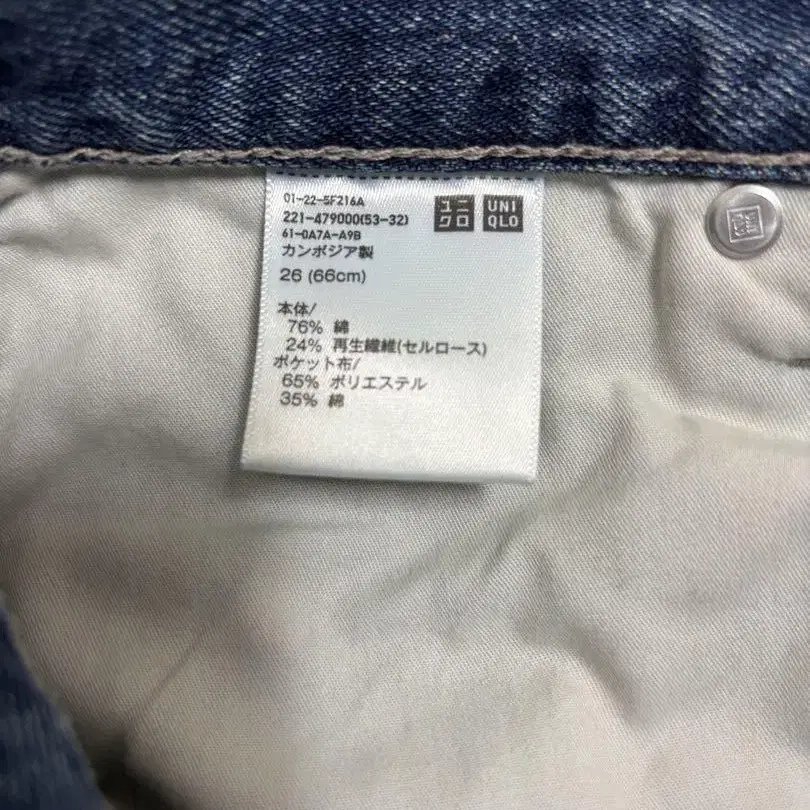 01-22-5F216A
221-479000(53-32)
61-0A7A-A9B
カンボジア製
26 (66cm)
ユニ
クロ
UNI
QLO
本体/
76% 綿
24% 再生繊維(セルロース)
ポケット布/
65% ポリエステル
35% 綿